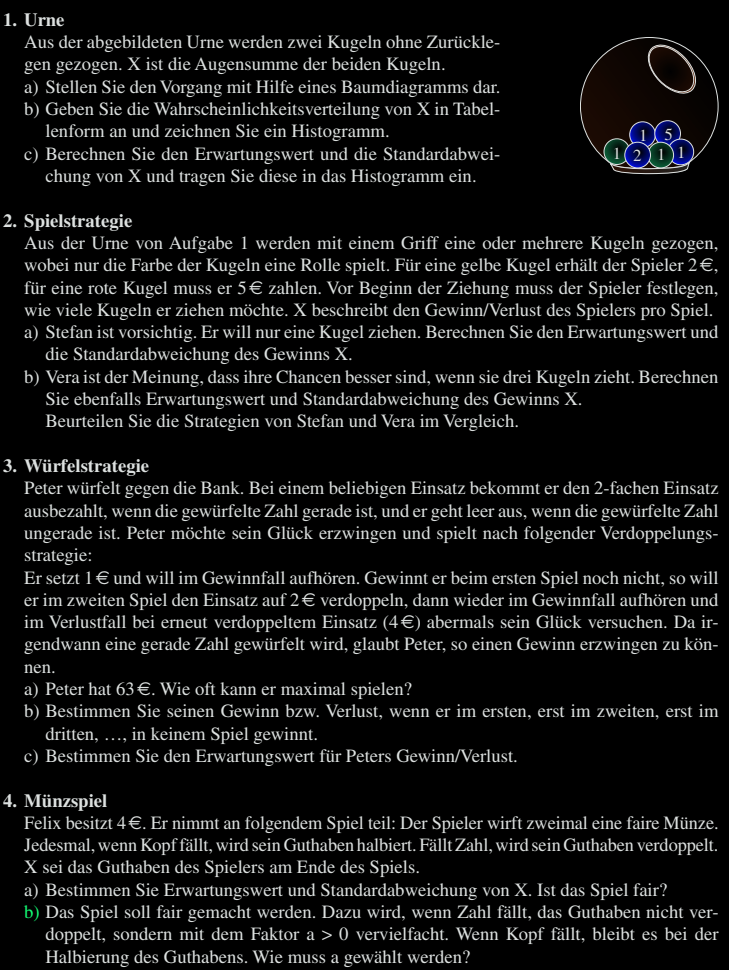 1. Urne
Aus der abgebildeten Urne werden zwei Kugeln ohne Zurückle-
gen gezogen. X ist die Augensumme der beiden Kugeln.
a) Stellen Sie den Vorgang mit Hilfe eines Baumdiagramms dar.
b) Geben Sie die Wahrscheinlichkeitsverteilung von X in Tabel-
lenform an und zeichnen Sie ein Histogramm.
c) Berechnen Sie den Erwartungswert und die Standardabwei-
chung von X und tragen Sie diese in das Histogramm ein.
1 5
1 2 1 1
2. Spielstrategie
Aus der Urne von Aufgabe 1 werden mit einem Griff eine oder mehrere Kugeln gezogen,
wobei nur die Farbe der Kugeln eine Rolle spielt. Für eine gelbe Kugel erhält der Spieler 2 €,
für eine rote Kugel muss er 5 € zahlen. Vor Beginn der Ziehung muss der Spieler festlegen,
wie viele Kugeln er ziehen möchte. X beschreibt den Gewinn/Verlust des Spielers pro Spiel.
a) Stefan ist vorsichtig. Er will nur eine Kugel ziehen. Berechnen Sie den Erwartungswert und
die Standardabweichung des Gewinns X.
b) Vera ist der Meinung, dass ihre Chancen besser sind, wenn sie drei Kugeln zieht. Berechnen
Sie ebenfalls Erwartungswert und Standardabweichung des Gewinns X.
Beurteilen Sie die Strategien von Stefan und Vera im Vergleich.
3. Würfelstrategie
Peter würfelt gegen die Bank. Bei einem beliebigen Einsatz bekommt er den 2-fachen Einsatz
ausbezahlt, wenn die gewürfelte Zahl gerade ist, und er geht leer aus, wenn die gewürfelte Zahl
ungerade ist. Peter möchte sein Glück erzwingen und spielt nach folgender Verdoppelungs-
strategie:
Er setzt 1 € und will im Gewinnfall aufhören. Gewinnt er beim ersten Spiel noch nicht, so will
er im zweiten Spiel den Einsatz auf 2 € verdoppeln, dann wieder im Gewinnfall aufhören und
im Verlustfall bei erneut verdoppeltem Einsatz (4 €) abermals sein Glück versuchen. Da ir-
gendwann eine gerade Zahl gewürfelt wird, glaubt Peter, so einen Gewinn erzwingen zu kön-
nen.
a) Peter hat 63 €. Wie oft kann er maximal spielen?
b) Bestimmen Sie seinen Gewinn bzw. Verlust, wenn er im ersten, erst im zweiten, erst im
dritten, …, in keinem Spiel gewinnt.
c) Bestimmen Sie den Erwartungswert für Peters Gewinn/Verlust.
4. Münzspiel
Felix besitzt 4 €. Er nimmt an folgendem Spiel teil: Der Spieler wirft zweimal eine faire Münze.
Jedesmal, wenn Kopf fällt, wird sein Guthaben halbiert. Fällt Zahl, wird sein Guthaben verdoppelt.
X sei das Guthaben des Spielers am Ende des Spiels.
a) Bestimmen Sie Erwartungswert und Standardabweichung von X. Ist das Spiel fair?
b) Das Spiel soll fair gemacht werden. Dazu wird, wenn Zahl fällt, das Guthaben nicht ver-
doppelt, sondern mit dem Faktor a > 0 vervielfacht. Wenn Kopf fällt, bleibt es bei der
Halbierung des Guthabens. Wie muss a gewählt werden?